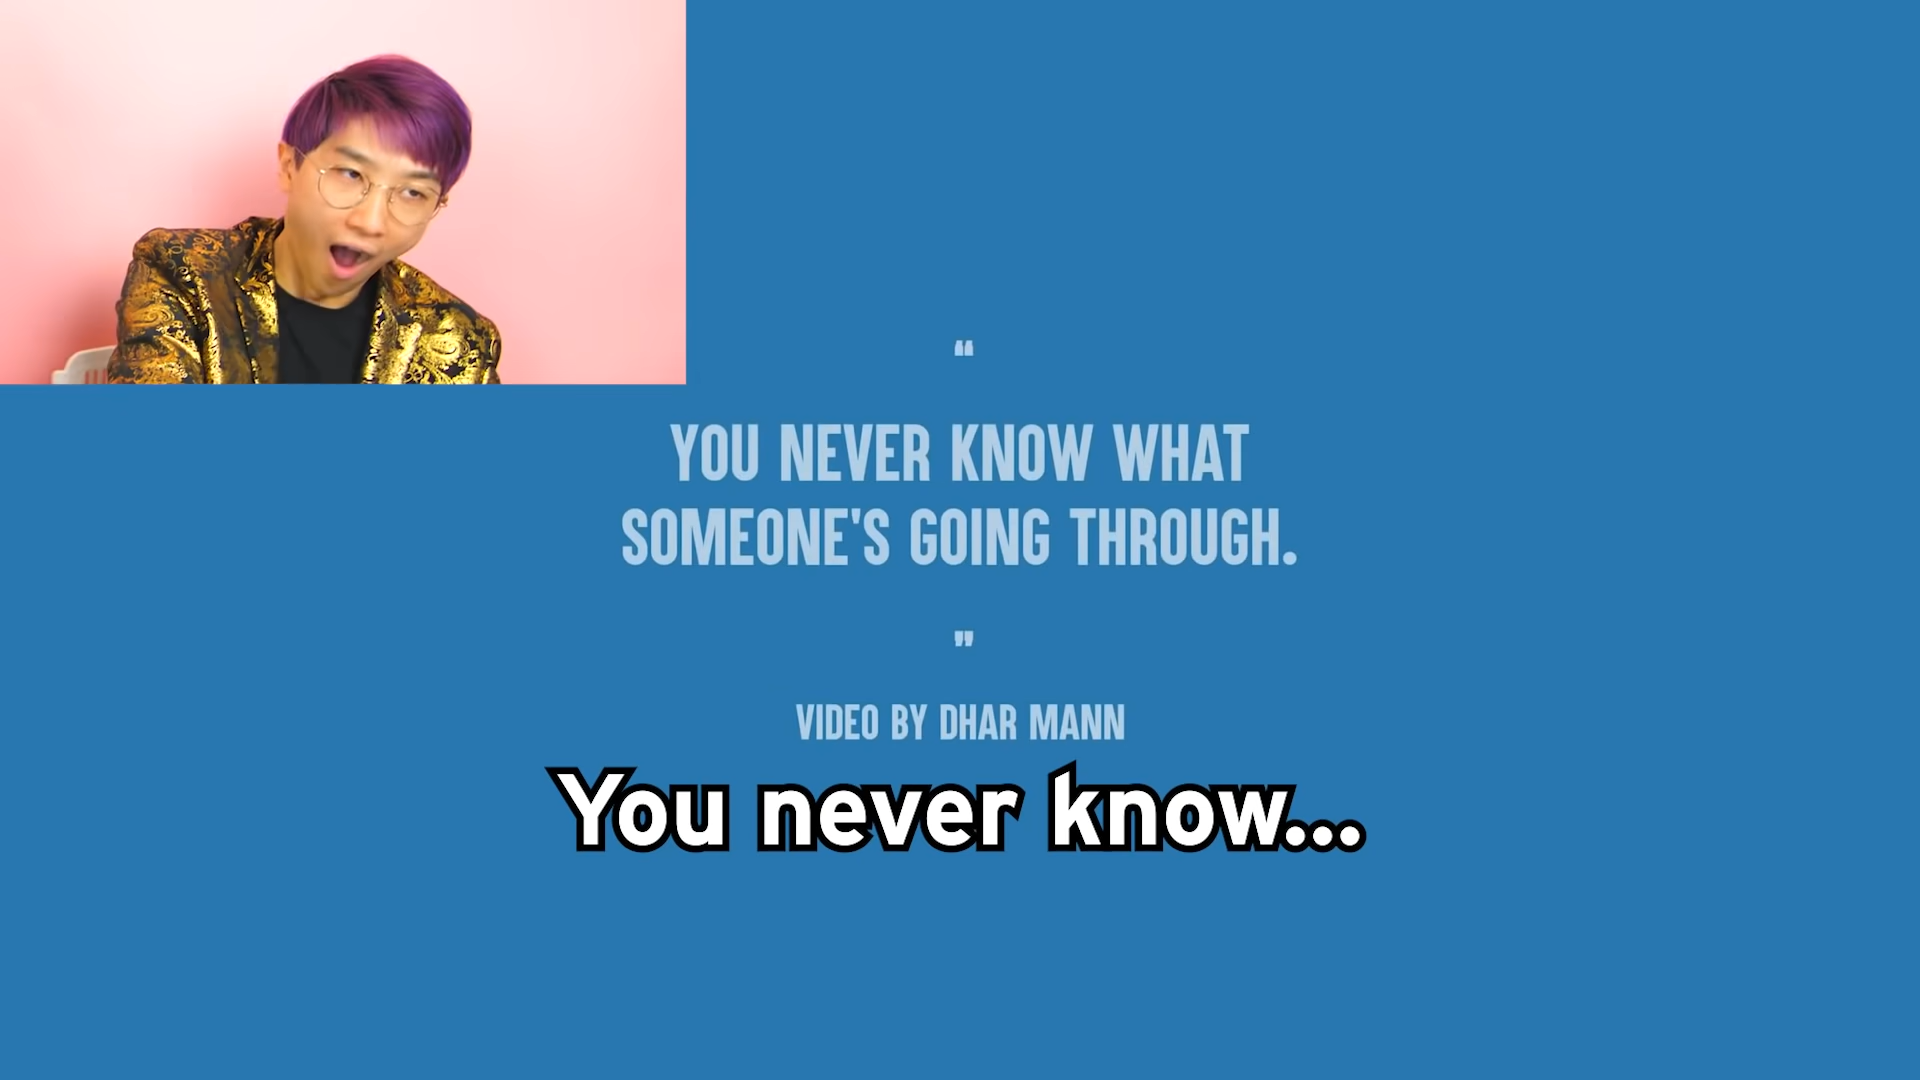 “
YOU NEVER KNOW WHAT
SOMEONE'S GOING THROUGH.
”
VIDEO BY DHAR MANN
You never know...